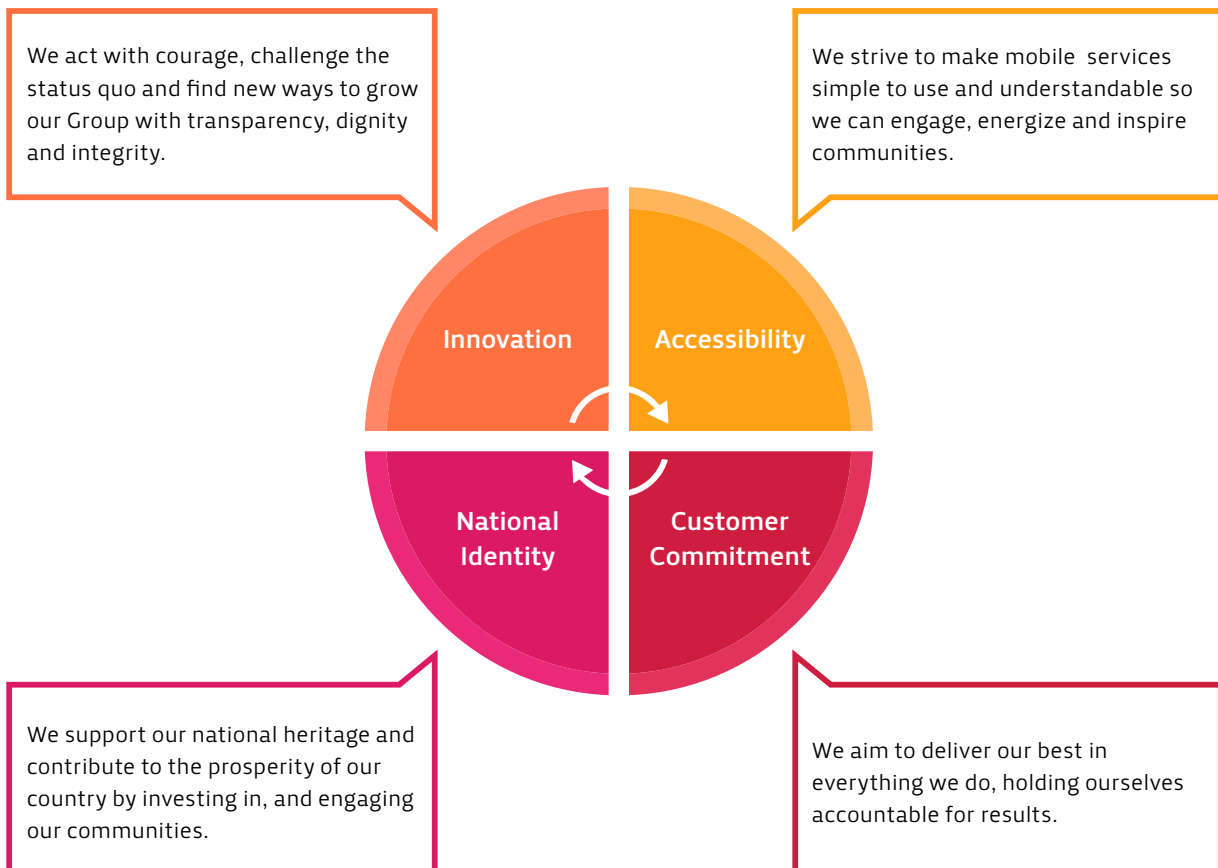 We act with courage, challenge the
status quo and find new ways to grow
our Group with transparency, dignity
and integrity.
We strive to make mobile services
simple to use and understandable so
we can engage, energize and inspire
communities.
Innovation
Accessibility
National
Identity
Customer
Commitment
We support our national heritage and
contribute to the prosperity of our
country by investing in, and engaging
our communities.
We aim to deliver our best in
everything we do, holding ourselves
accountable for results.